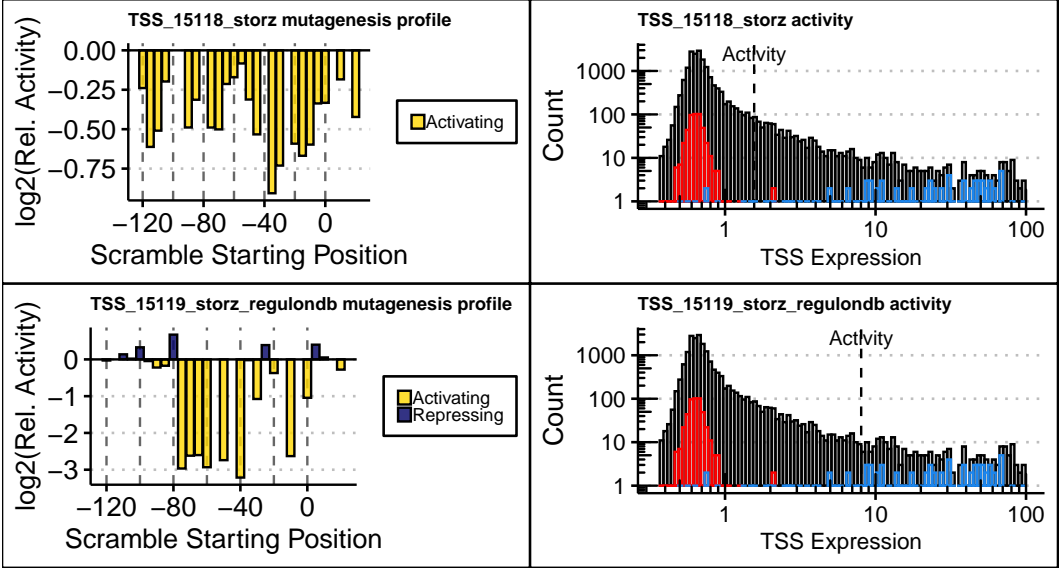 TSS_15118_storz mutagenesis profile
log2(Rel. Activity)
0.00
−0.25
−0.50
−0.75
−120 −80 −40 0
Scramble Starting Position
Activating
TSS_15118_storz activity
Activity
Count
1000
100
10
1
1 10 100
TSS Expression
TSS_15119_storz_regulondb mutagenesis profile
log2(Rel. Activity)
0
−1
−2
−3
−120 −80 −40 0
Scramble Starting Position
Activating
Repressing
TSS_15119_storz_regulondb activity
Activity
Count
1000
100
10
1
1 10 100
TSS Expression